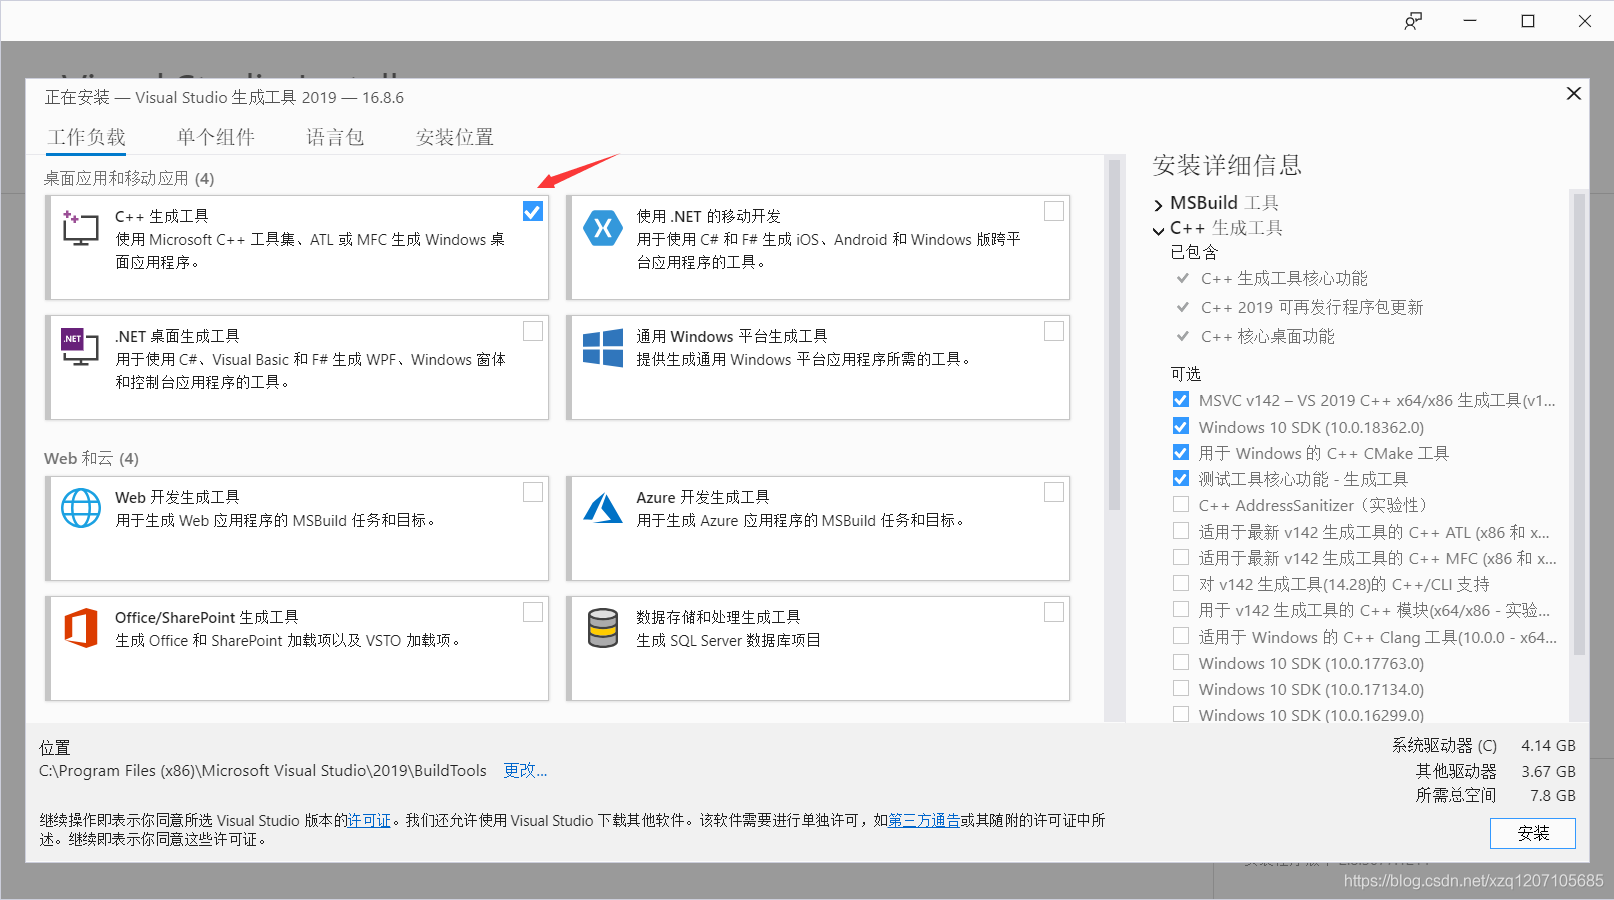 正在安装 — Visual Studio 生成工具 2019 — 16.8.6
工作负载 单个组件 语言包 安装位置
桌面应用和移动应用 (4)
C++ 生成工具
使用 Microsoft C++ 工具集、ATL 或 MFC 生成 Windows 桌
面应用程序。
使用 .NET 的移动开发
用于使用 C# 和 F# 生成 iOS、Android 和 Windows 版跨平
台应用程序的工具。
.NET
.NET 桌面生成工具
用于使用 C#、Visual Basic 和 F# 生成 WPF、Windows 窗体
和控制台应用程序的工具。
通用 Windows 平台生成工具
提供生成通用 Windows 平台应用程序所需的工具。
Web 和云 (4)
Web 开发生成工具
用于生成 Web 应用程序的 MSBuild 任务和目标。
Azure 开发生成工具
用于生成 Azure 应用程序的 MSBuild 任务和目标。
Office/SharePoint 生成工具
生成 Office 和 SharePoint 加载项以及 VSTO 加载项。
数据存储和处理生成工具
生成 SQL Server 数据库项目
安装详细信息
MSBuild 工具
C++ 生成工具
已包含
C++ 生成工具核心功能
C++ 2019 可再发行程序包更新
C++ 核心桌面功能
可选
MSVC v142 – VS 2019 C++ x64/x86 生成工具(v1...
Windows 10 SDK (10.0.18362.0)
用于 Windows 的 C++ CMake 工具
测试工具核心功能 - 生成工具
C++ AddressSanitizer（实验性）
适用于最新 v142 生成工具的 C++ ATL (x86 和 x...
适用于最新 v142 生成工具的 C++ MFC (x86 和 x...
对 v142 生成工具(14.28)的 C++/CLI 支持
用于 v142 生成工具的 C++ 模块(x64/x86 - 实验...
适用于 Windows 的 C++ Clang 工具(10.0.0 - x64...
Windows 10 SDK (10.0.17763.0)
Windows 10 SDK (10.0.17134.0)
Windows 10 SDK (10.0.16299.0)
位置
C:\Program Files (x86)\Microsoft Visual Studio\2019\BuildTools 更改...
继续操作即表示你同意所选 Visual Studio 版本的许可证。我们还允许使用 Visual Studio 下载其他软件。该软件需要进行单独许可，如第三方通告或其随附的许可证中所
述。继续即表示你同意这些许可证。
系统驱动器 (C) 4.14 GB
其他驱动器 3.67 GB
所需总空间 7.8 GB
安装
https://blog.csdn.net/xzq1207105685